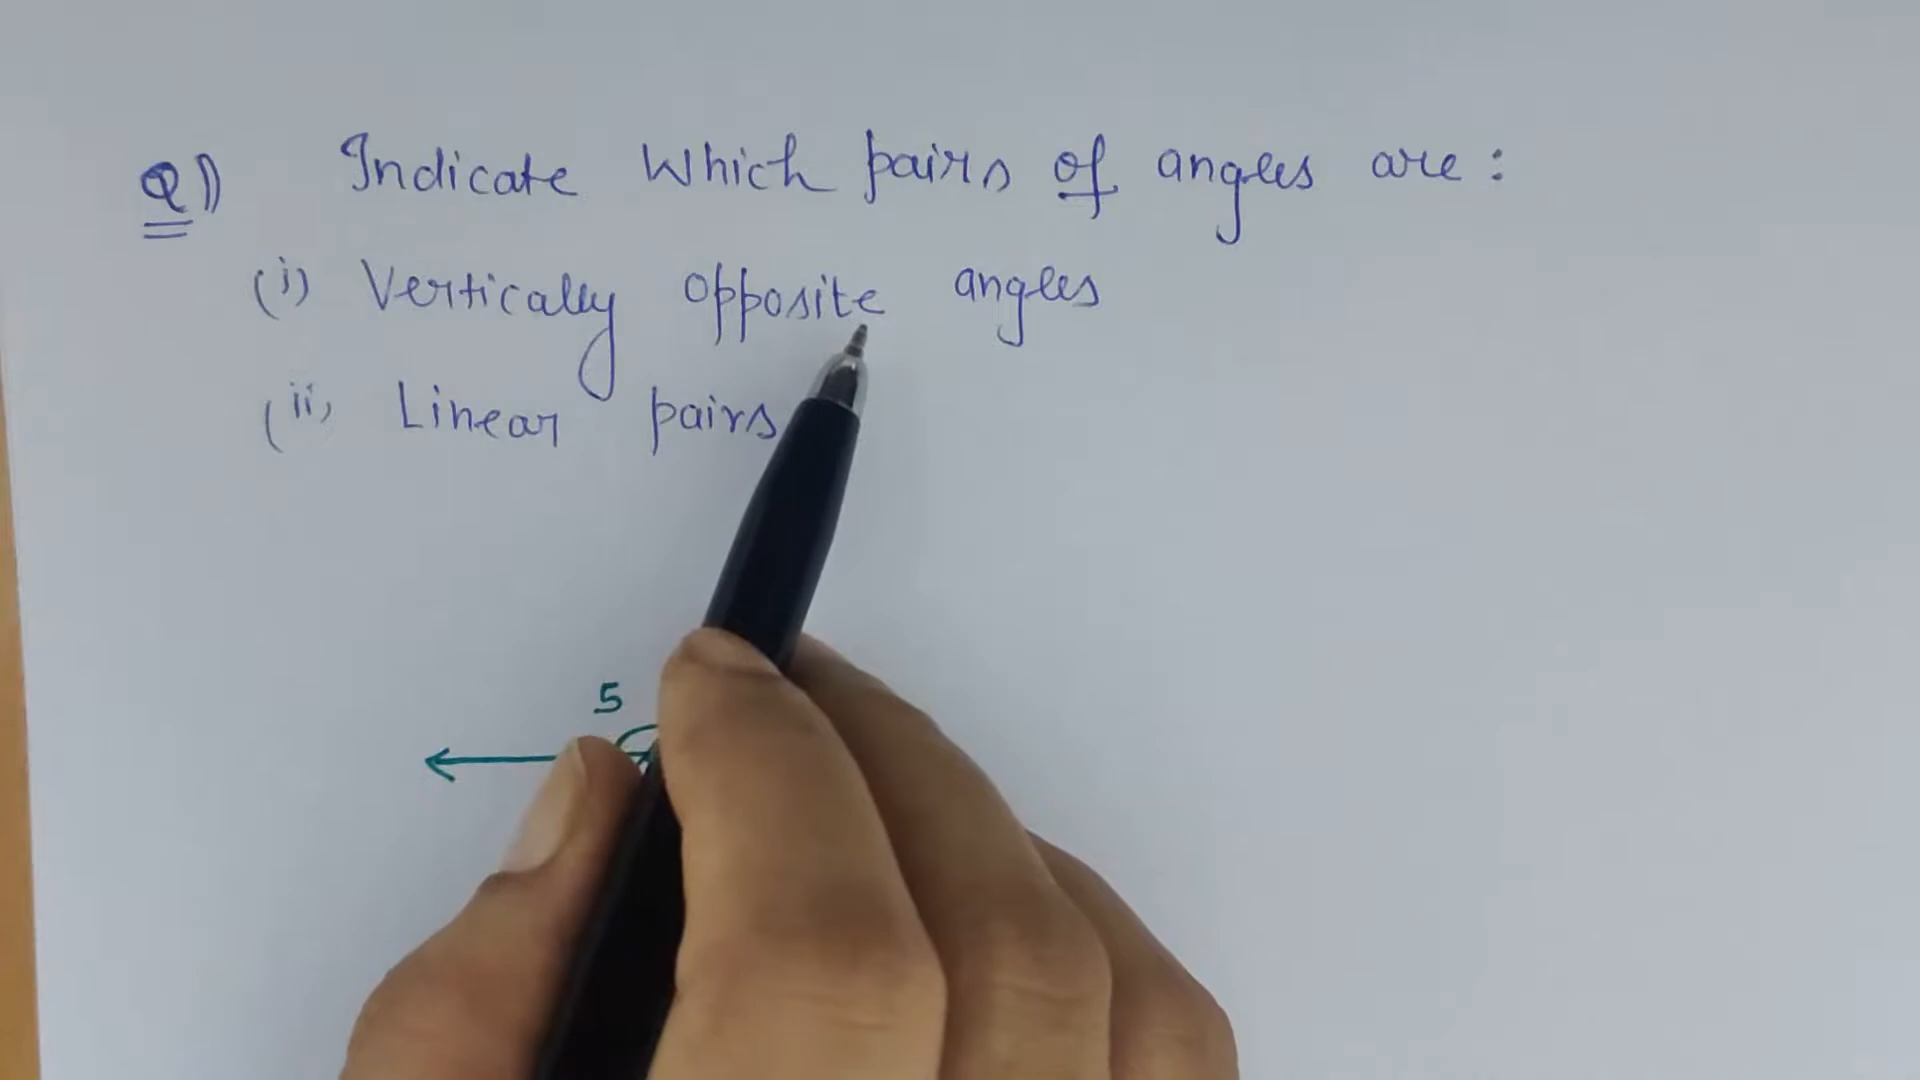 Q1) Indicate Which pairs of angles are :
(i) Vertically opposite angles
(ii) Linear pairs
5